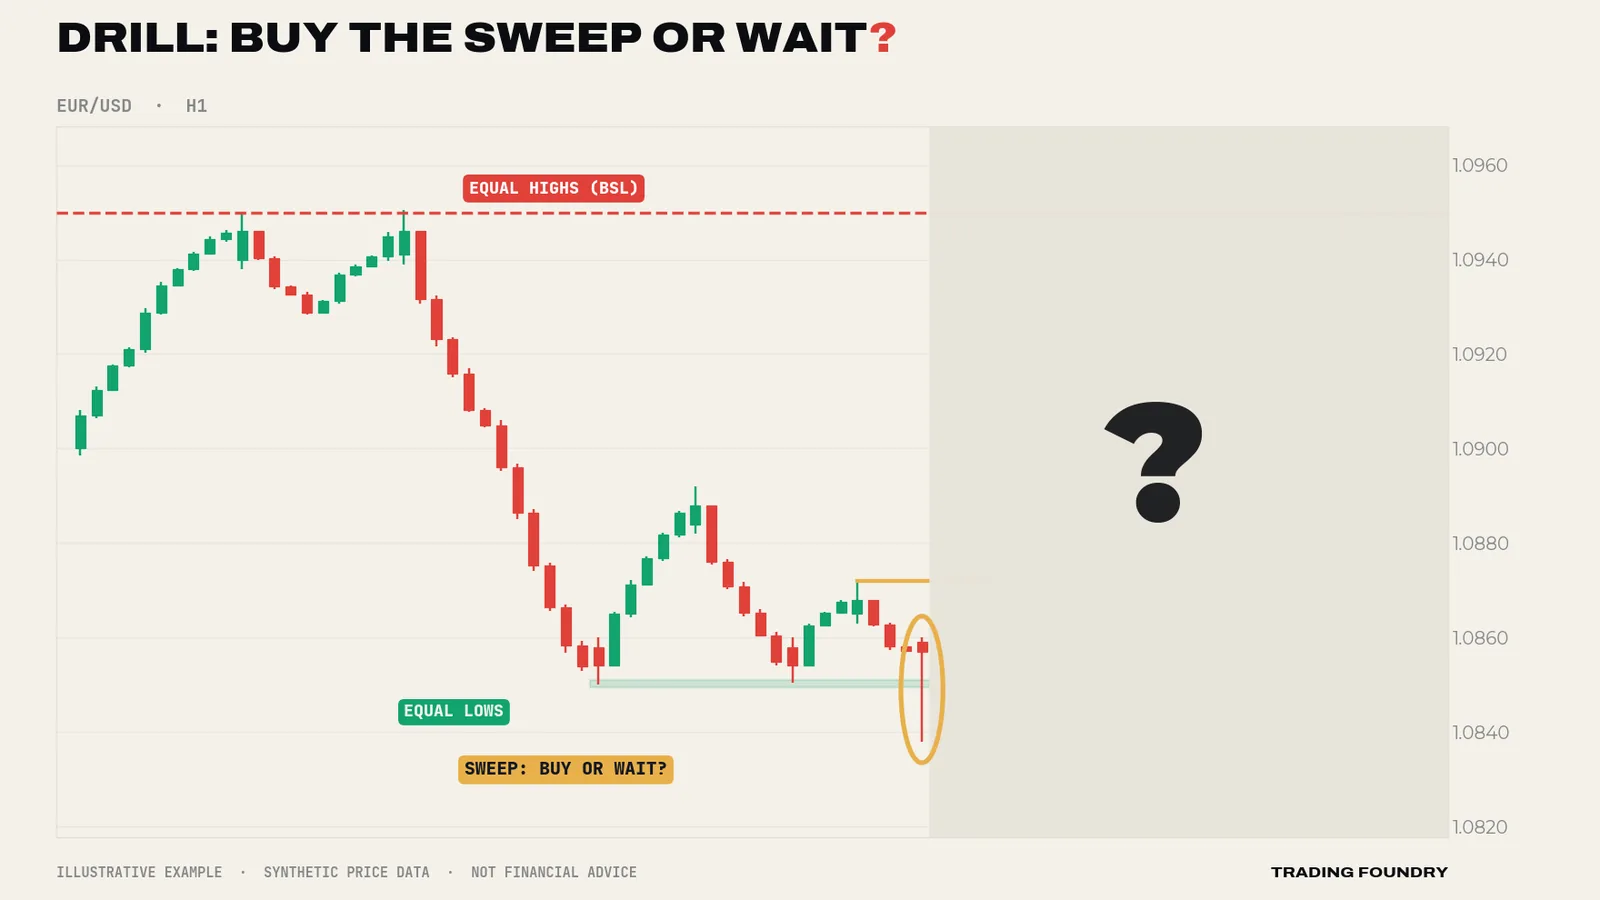 DRILL: BUY THE SWEEP OR WAIT?
EUR/USD · H1
EQUAL HIGHS (BSL)
1.0960
1.0940
1.0920
1.0900
?
1.0880
1.0860
EQUAL LOWS
1.0840
SWEEP: BUY OR WAIT?
1.0820
ILLUSTRATIVE EXAMPLE · SYNTHETIC PRICE DATA · NOT FINANCIAL ADVICE
TRADING FOUNDRY